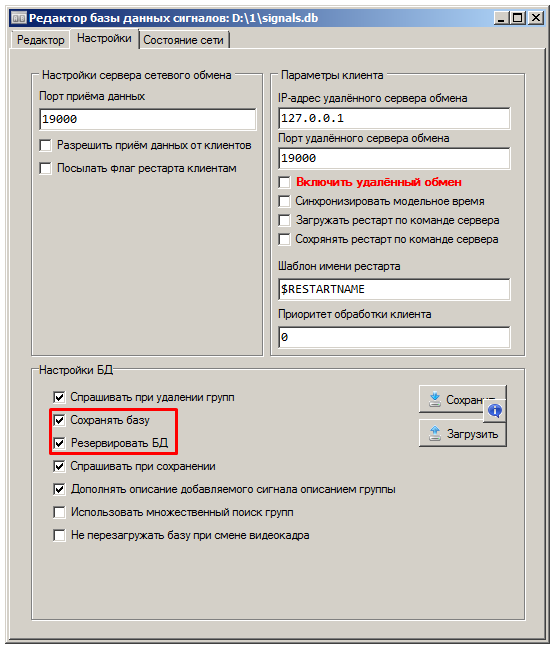 Редактор базы данных сигналов: D:\1\signals.db
Редактор
Настройки
Состояние сети
Настройки сервера сетевого обмена
Порт приёма данных
19000
Разрешить приём данных от клиентов
Посылать флаг рестарта клиентам
Параметры клиента
IP-адрес удалённого сервера обмена
127.0.0.1
Порт удалённого сервера обмена
19000
Включить удалённый обмен
Синхронизировать модельное время
Загружать рестарт по команде сервера
Сохрянять рестарт по команде сервера
Шаблон имени рестарта
$RESTARTNAME
Приоритет обработки клиента
0
Настройки БД
Спрашивать при удалении групп
Сохранять базу
Резервировать БД
Спрашивать при сохранении
Дополнять описание добавляемого сигнала описанием группы
Использовать множественный поиск групп
Не перезагружать базу при смене видеокадра
Загрузить